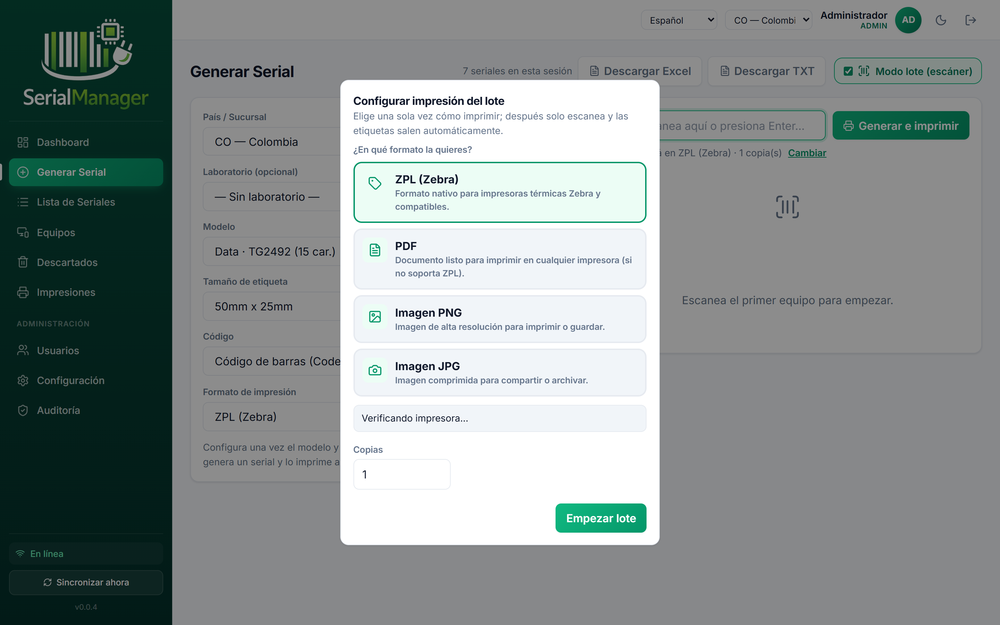 SerialManager
Dashboard
Generar Serial
Lista de Seriales
Equipos
Descartados
Impresiones
ADMINISTRACIÓN
Usuarios
Configuración
Auditoría
En línea
Sincronizar ahora
v0.0.4
Español
CO — Colombi
Administrador
ADMIN
AD
Generar Serial
7 seriales en esta sesión
Descargar Excel
Descargar TXT
Modo lote (escáner)
País / Sucursal
CO — Colombia
Laboratorio (opcional)
— Sin laboratorio —
Modelo
Data · TG2492 (15 car.)
Tamaño de etiqueta
50mm x 25mm
Código
Código de barras (Code
Formato de impresión
ZPL (Zebra)
Configura una vez el modelo y
genera un serial y lo imprime a
Configurar impresión del lote
Elige una sola vez cómo imprimir; después solo escanea y las
etiquetas salen automáticamente.
¿En qué formato la quieres?
ZPL (Zebra)
Formato nativo para impresoras térmicas Zebra y
compatibles.
PDF
Documento listo para imprimir en cualquier impresora (si
no soporta ZPL).
Imagen PNG
Imagen de alta resolución para imprimir o guardar.
Imagen JPG
Imagen comprimida para compartir o archivar.
Verificando impresora...
Copias
1
Empezar lote
anea aquí o presiona Enter...
Generar e imprimir
á en ZPL (Zebra) · 1 copia(s) Cambiar
Escanea el primer equipo para empezar.